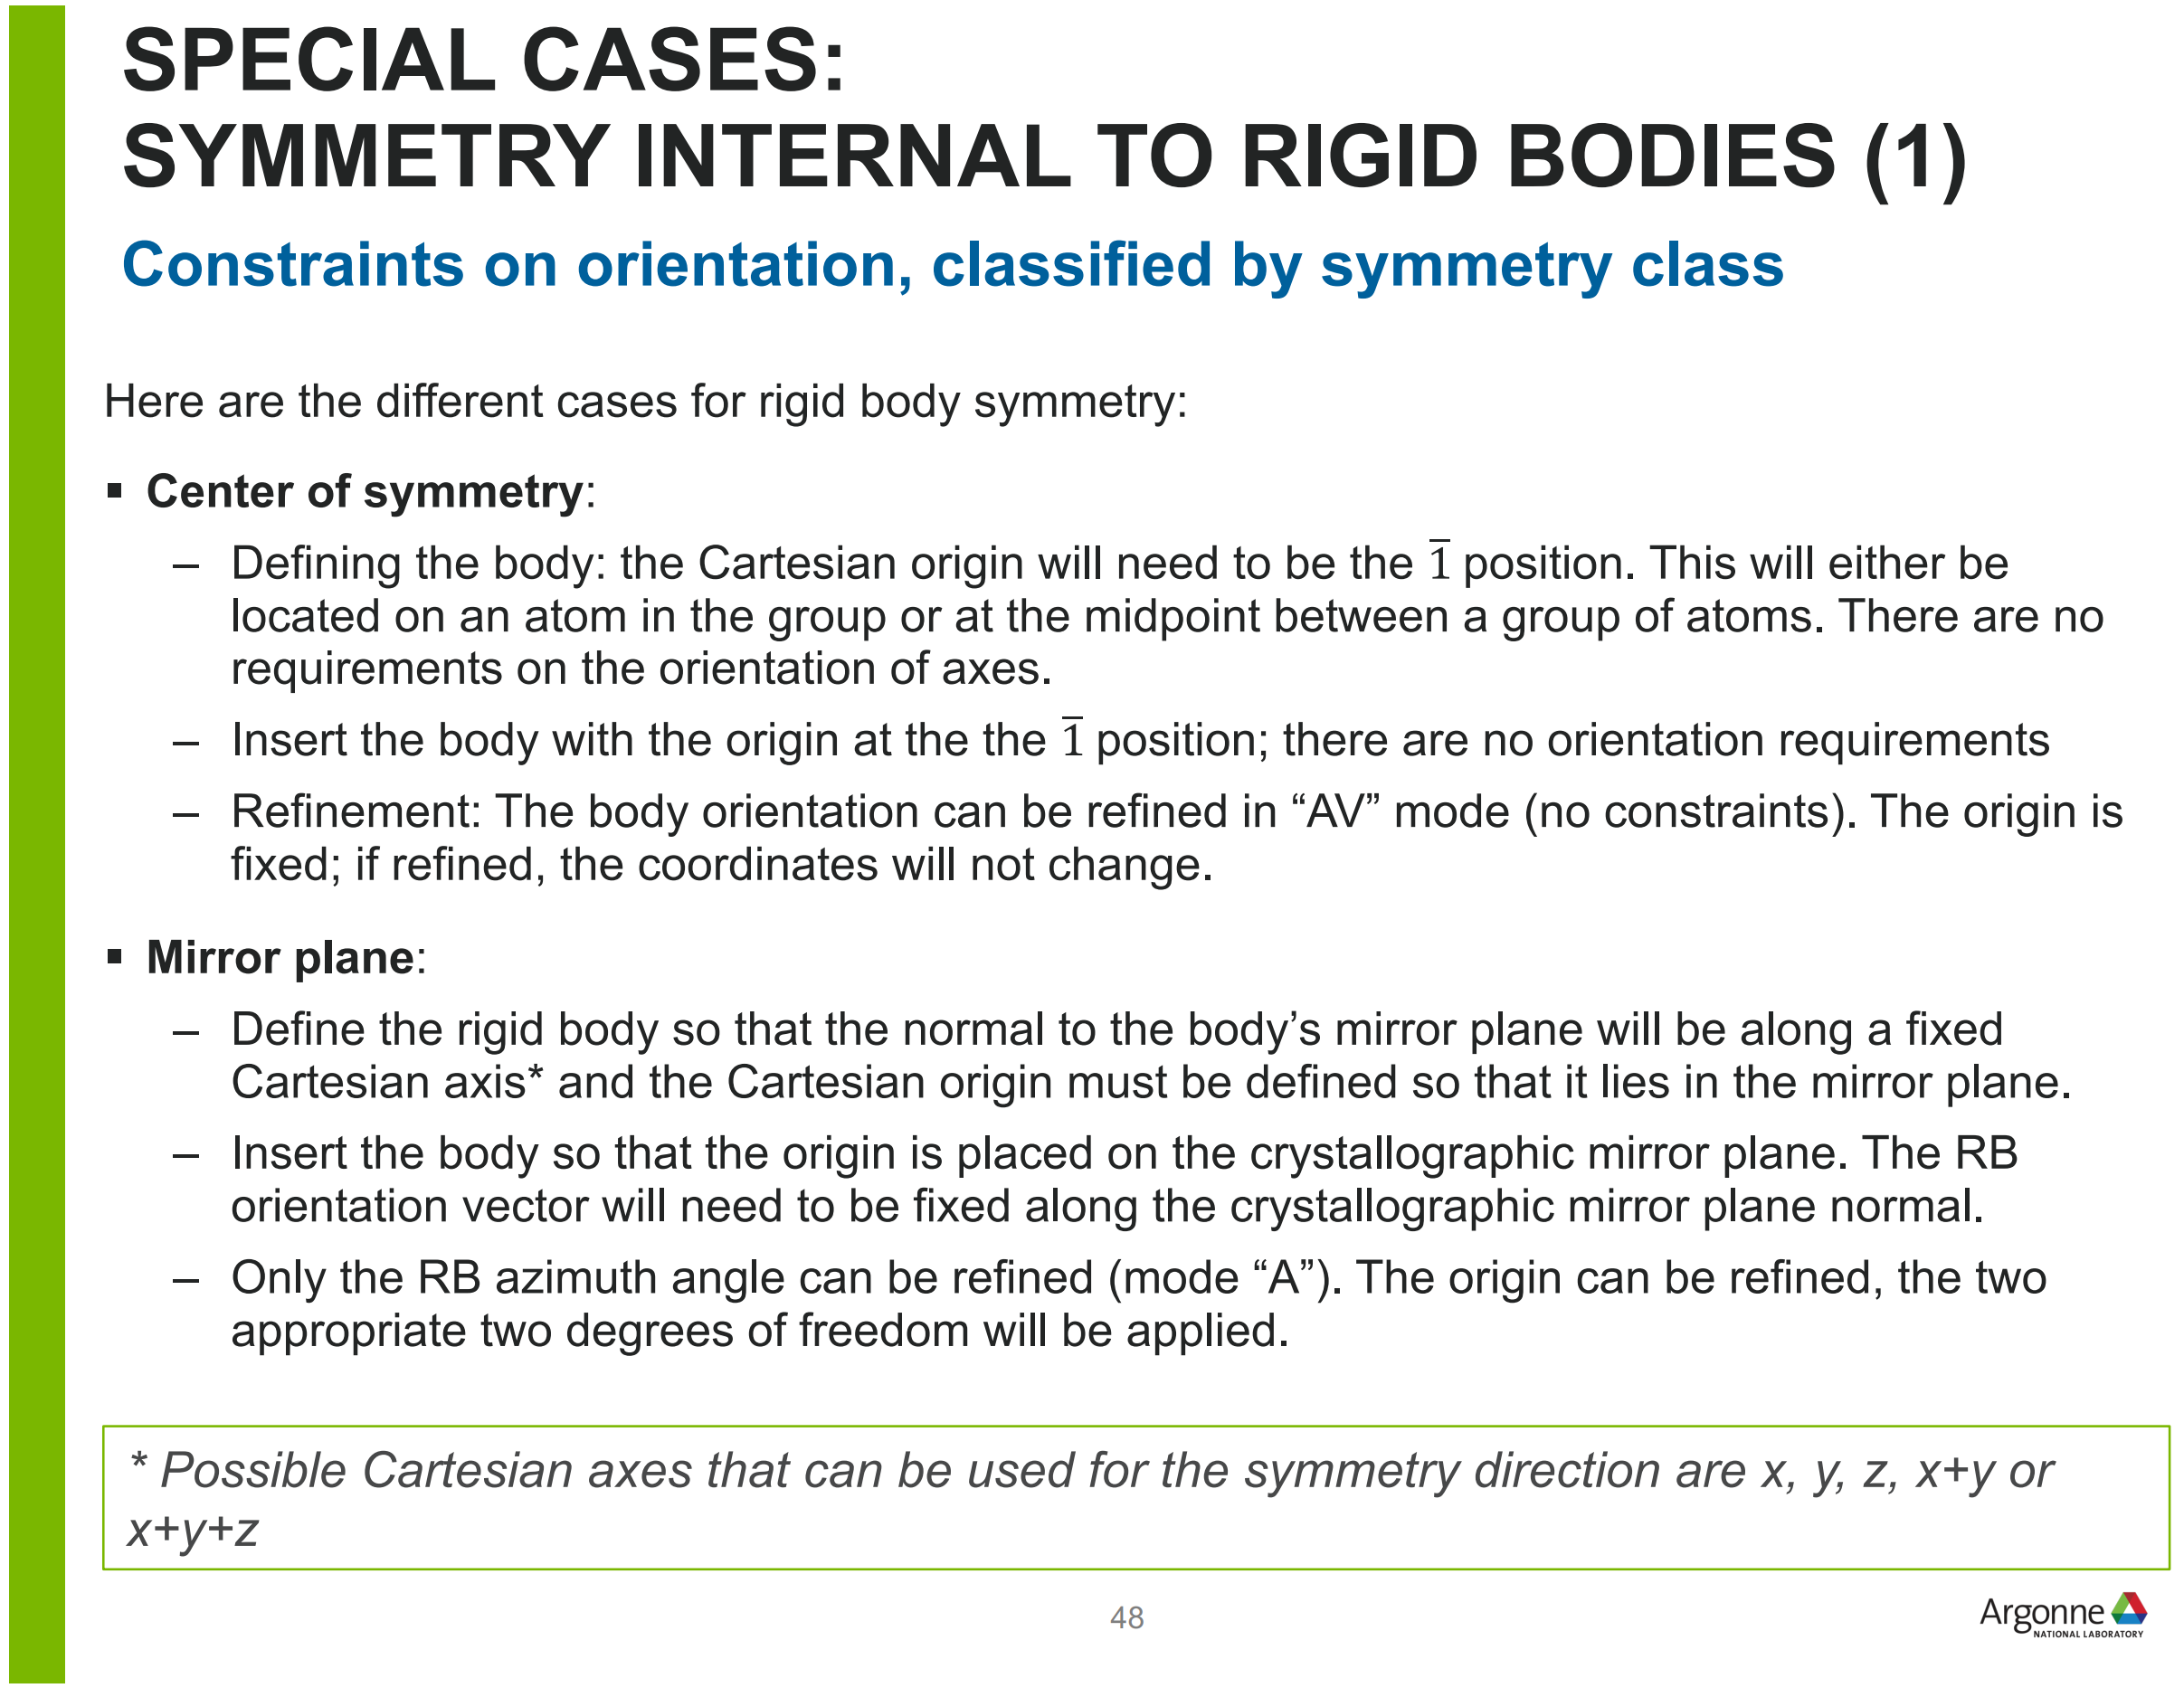 SPECIAL CASES:
SYMMETRY INTERNAL TO RIGID BODIES (1)
Constraints on orientation, classified by symmetry class
Here are the different cases for rigid body symmetry:
▪ Center of symmetry:
– Defining the body: the Cartesian origin will need to be the 1̅ position. This will either be
located on an atom in the group or at the midpoint between a group of atoms. There are no
requirements on the orientation of axes.
– Insert the body with the origin at the the 1̅ position; there are no orientation requirements
– Refinement: The body orientation can be refined in “AV” mode (no constraints). The origin is
fixed; if refined, the coordinates will not change.
▪ Mirror plane:
– Define the rigid body so that the normal to the body’s mirror plane will be along a fixed
Cartesian axis* and the Cartesian origin must be defined so that it lies in the mirror plane.
– Insert the body so that the origin is placed on the crystallographic mirror plane. The RB
orientation vector will need to be fixed along the crystallographic mirror plane normal.
– Only the RB azimuth angle can be refined (mode “A”). The origin can be refined, the two
appropriate two degrees of freedom will be applied.
* Possible Cartesian axes that can be used for the symmetry direction are x, y, z, x+y or
x+y+z
48
Argonne
NATIONAL LABORATORY